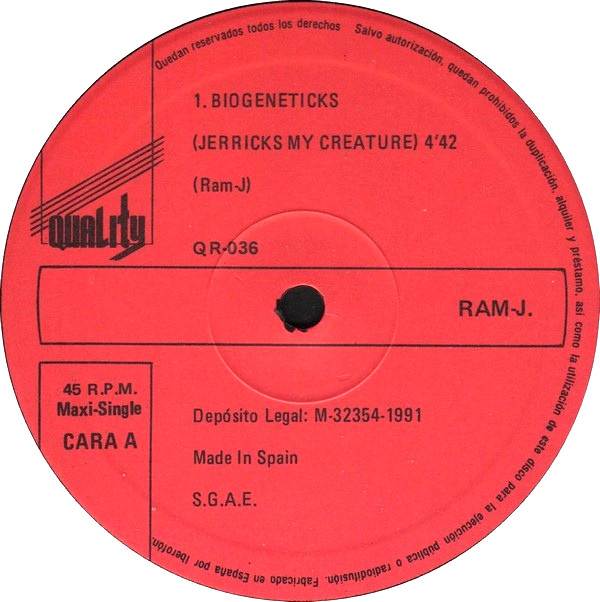 Quedan reservados todos los derechos Salvo autorización, quedan prohibidos la duplicación, alquiler y préstamo, así como la utilización de este disco para la ejecución pública o radiodifusión. Fabricado en España por Iberofón.
1. BIOGENETICKS
(JERRICKS MY CREATURE) 4'42
(Ram-J)
QUALITY
QR-036
RAM-J.
45 R.P.M.
Maxi-Single
CARA A
Depósito Legal: M-32354-1991
Made In Spain
S.G.A.E.